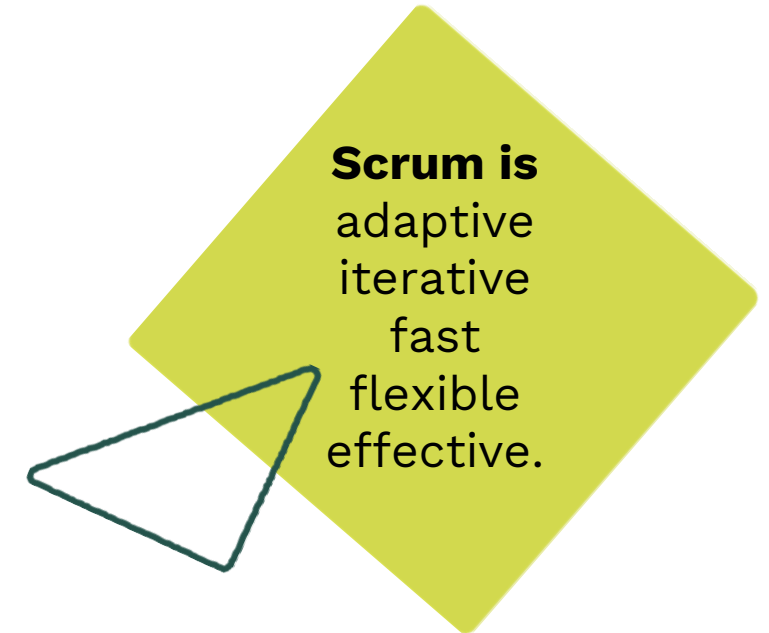 Scrum is
adaptive
iterative
fast
flexible
effective.